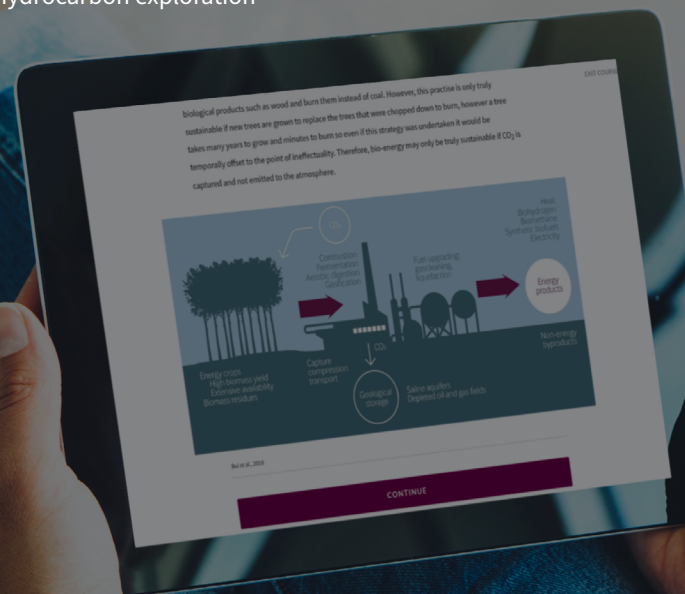 hydrocarbon exploration
EXIT COURSE
biological products such as wood and burn them instead of coal. However, this practise is only truly
sustainable if new trees are grown to replace the trees that were chopped down to burn, however a tree
takes many years to grow and minutes to burn so even if this strategy was undertaken it would be
temporally offset to the point of ineffectuality. Therefore, bio-energy may only be truly sustainable if CO₂ is
captured and not emitted to the atmosphere.
CO₂
Combustion
Fermentation
Aerobic digestion
Gasification
Fuel upgrading:
gas cleaning,
liquefaction
Heat
Biohydrogen
Biomethane
Synthetic biofuels
Electricity
Energy
products
Non-energy
byproducts
Energy crops
High biomass yield
Extensive availability
Biomass residues
Capture
compression
transport
CO₂
Geological
storage
Saline aquifers
Depleted oil and gas fields
Bui et al., 2018
CONTINUE